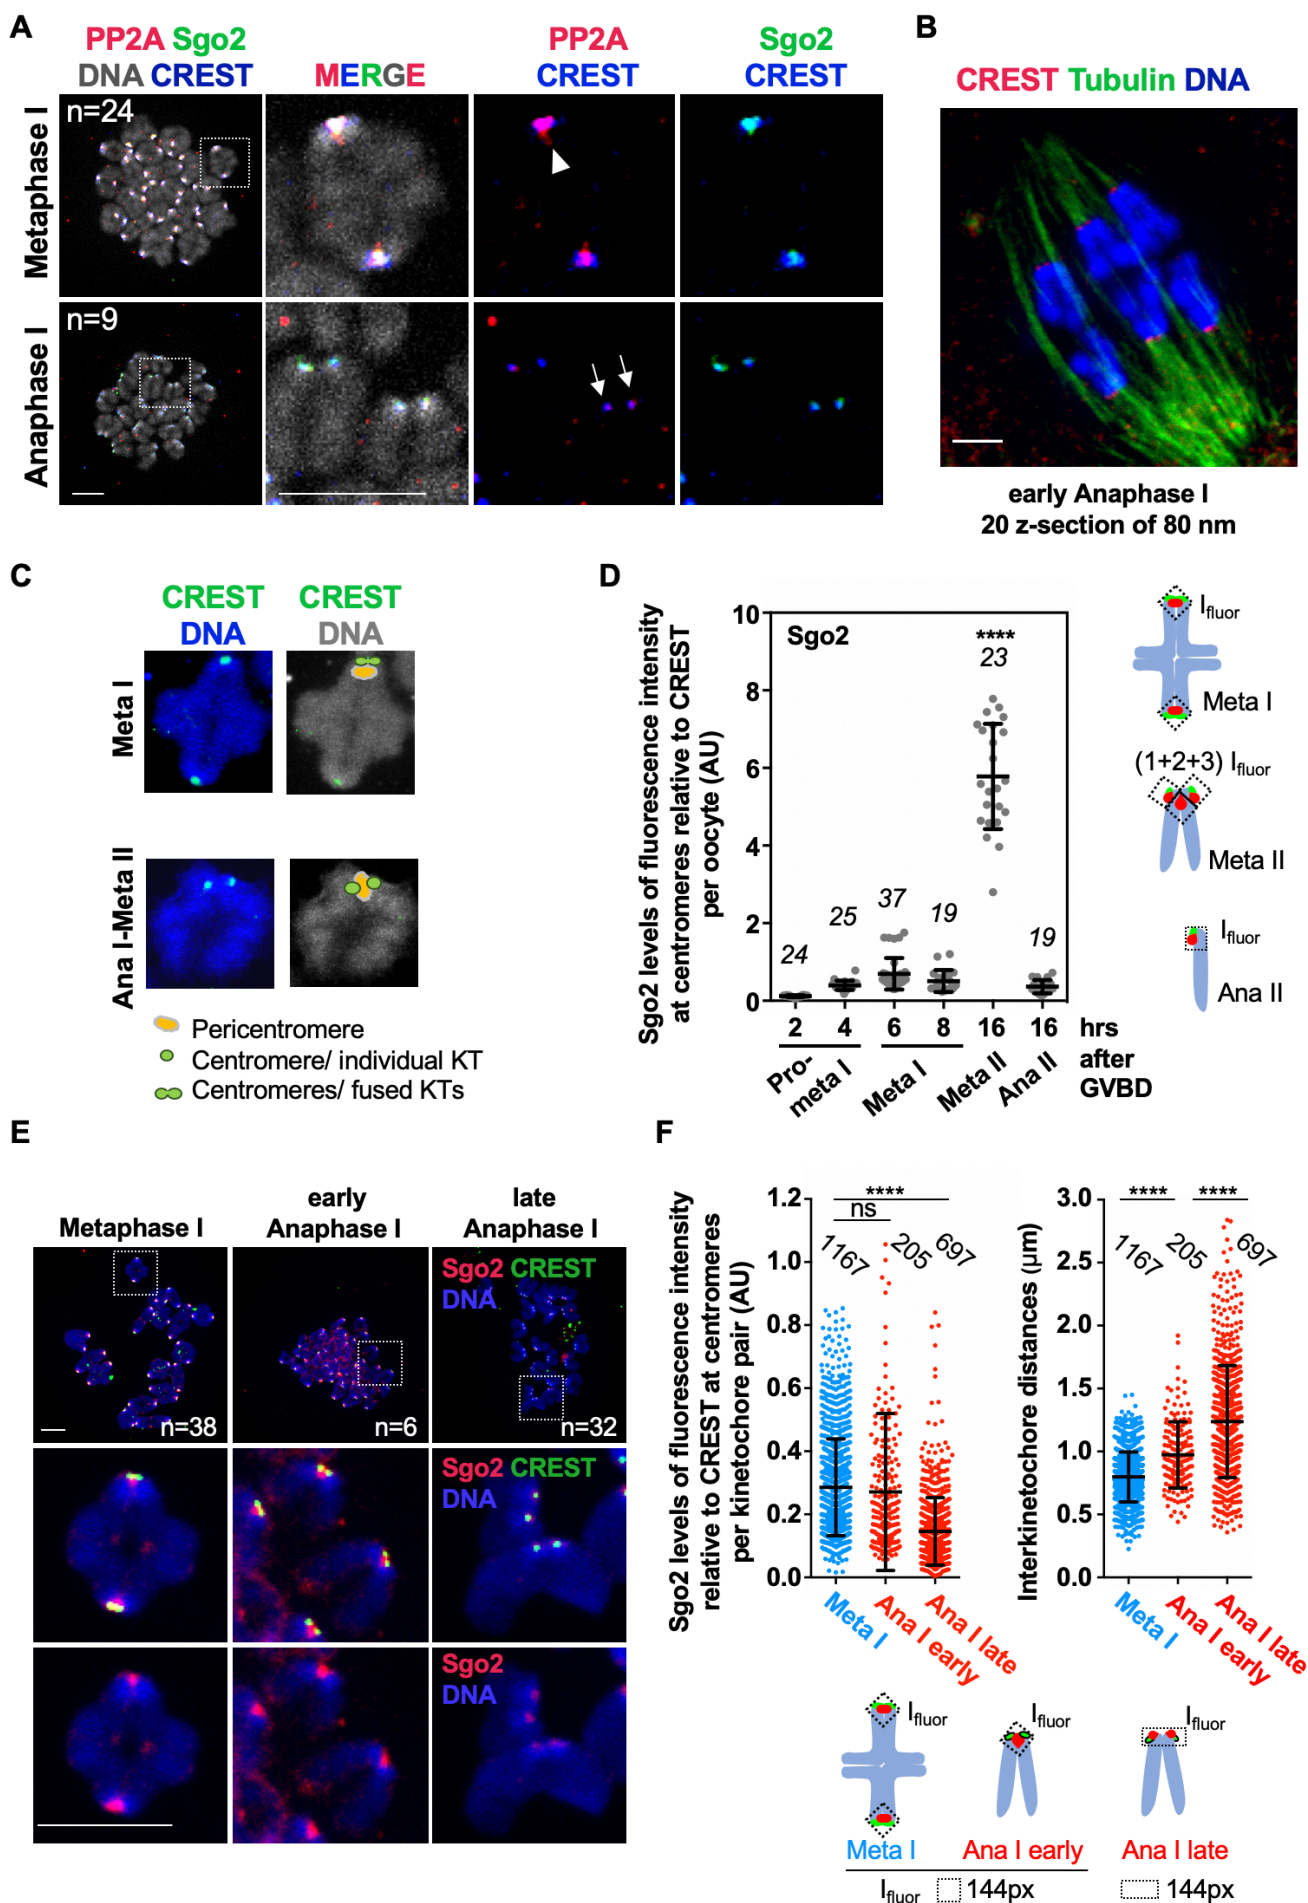 A
PP2A Sgo2
DNA CREST
MERGE
PP2A
CREST
Sgo2
CREST
Metaphase I
n=24
Anaphase I
n=9
B
CREST Tubulin DNA
early Anaphase I
20 z-section of 80 nm
C
CREST
DNA
CREST
DNA
Meta I
Ana I-Meta II
Pericentromere
Centromere/ individual KT
Centromeres/ fused KTs
D
Sgo2 levels of fluorescence intensity
at centromeres relative to CREST
per oocyte (AU)
10
8
6
4
2
0
Sgo2
24
25
37
19
****
23
19
2 4 6 8 16 16 hrs
after
GVBD
Pro-
meta I
Meta I
Meta II
Ana II
Ifluor
Meta I
(1+2+3) Ifluor
Meta II
Ifluor
Ana II
E
Metaphase I
early
Anaphase I
late
Anaphase I
n=38
n=6
Sgo2 CREST
DNA
n=32
Sgo2 CREST
DNA
Sgo2
DNA
F
Sgo2 levels of fluorescence intensity
relative to CREST at centromeres
per kinetochore pair (AU)
1.2
1.0
0.8
0.6
0.4
0.2
0.0
****
ns
1167
205
697
Meta I
Ana I early
Ana I late
Interkinetochore distances (µm)
3.0
2.5
2.0
1.5
1.0
0.5
0.0
****
****
1167
205
697
Meta I
Ana I early
Ana I late
Ifluor
Meta I
Ifluor
Ana I early
Ifluor
Ana I late
Ifluor 144px
144px